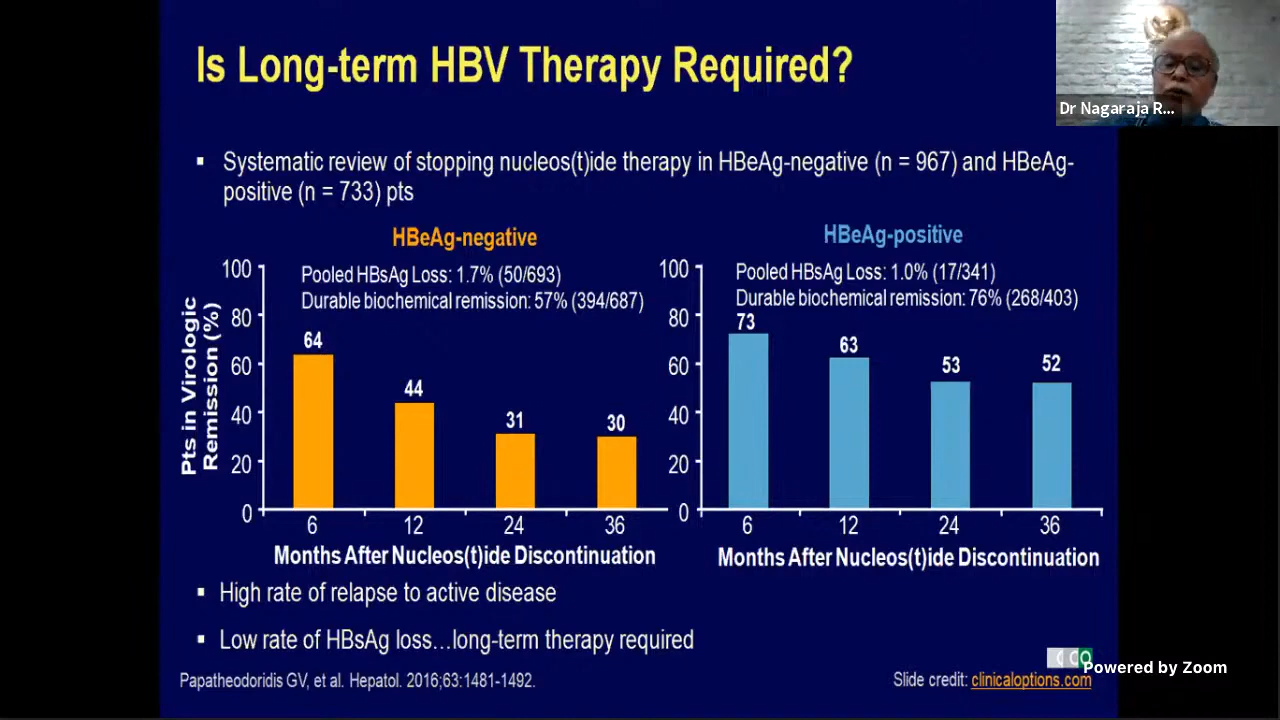 Is Long-term HBV Therapy Required?
Dr Nagaraja R...
▪ Systematic review of stopping nucleos(t)ide therapy in HBeAg-negative (n = 967) and HBeAg-
positive (n = 733) pts
HBeAg-negative
Pooled HBsAg Loss: 1.7% (50/693)
Durable biochemical remission: 57% (394/687)
Pts in Virologic
Remission (%)
100
80
60
40
20
0
64
44
31
30
6 12 24 36
Months After Nucleos(t)ide Discontinuation
HBeAg-positive
Pooled HBsAg Loss: 1.0% (17/341)
Durable biochemical remission: 76% (268/403)
100
80
60
40
20
0
73
63
53
52
6 12 24 36
Months After Nucleos(t)ide Discontinuation
▪ High rate of relapse to active disease
▪ Low rate of HBsAg loss…long-term therapy required
Papatheodoridis GV, et al. Hepatol. 2016;63:1481-1492.
Powered by Zoom
Slide credit: clinicaloptions.com